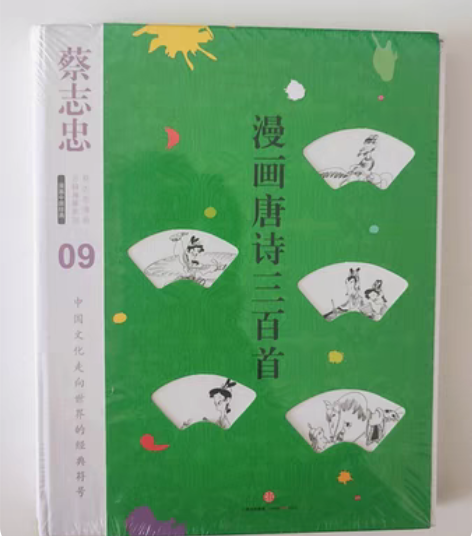 蔡志忠
09
中国文化走向世界的经典符号
漫画唐诗三百首